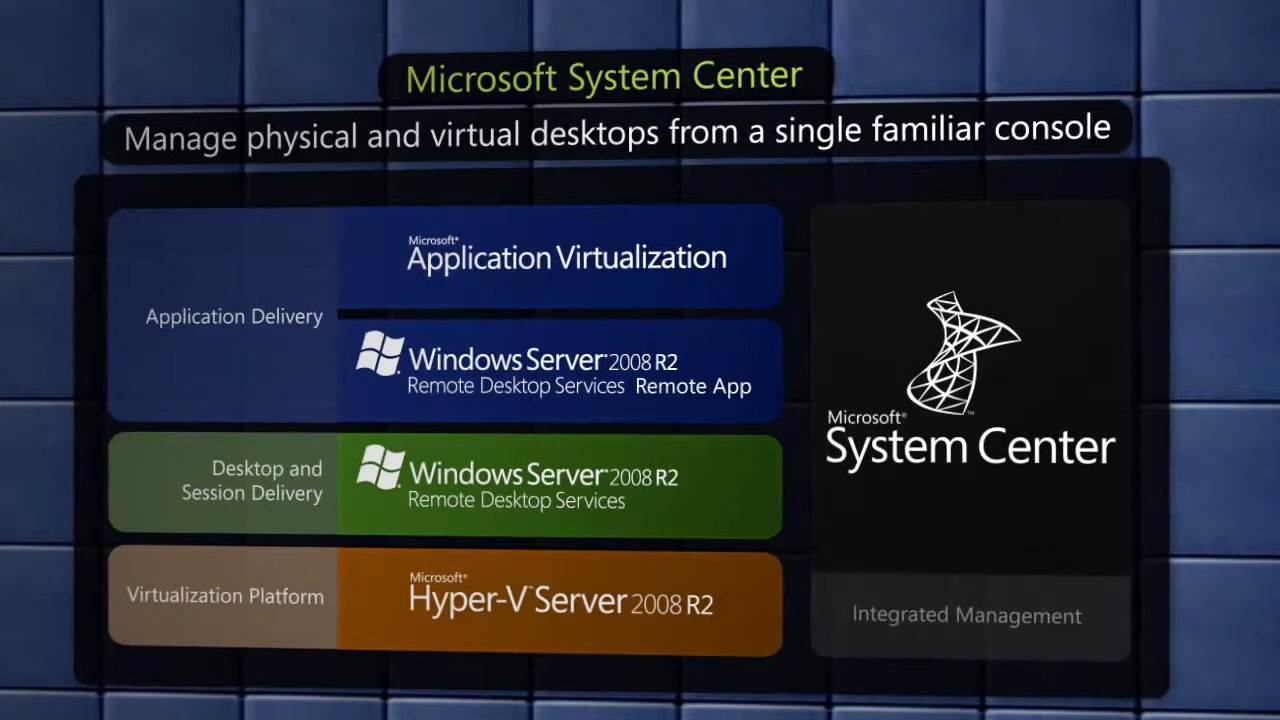 Microsoft System Center
Manage physical and virtual desktops from a single familiar console
Application Delivery
Microsoft®
Application Virtualization
Windows Server® 2008 R2
Remote Desktop Services Remote App
Desktop and
Session Delivery
Windows Server® 2008 R2
Remote Desktop Services
Virtualization Platform
Microsoft®
Hyper-V™ Server 2008 R2
Microsoft®
System Center™
Integrated Management